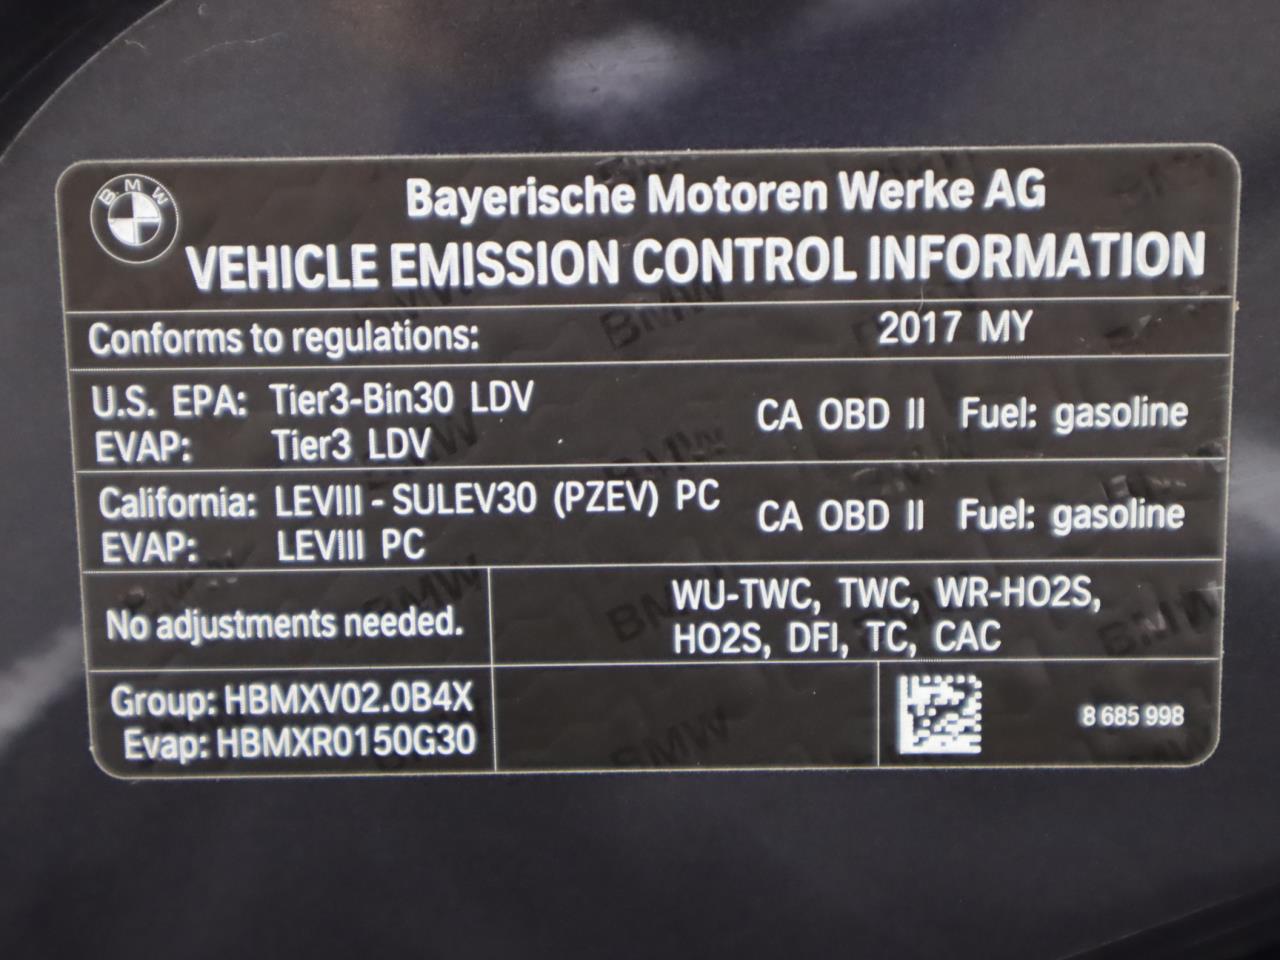 BMW
Bayerische Motoren Werke AG
VEHICLE EMISSION CONTROL INFORMATION
Conforms to regulations: 2017 MY
U.S. EPA: Tier3-Bin30 LDV
EVAP: Tier3 LDV
CA OBD II Fuel: gasoline
California: LEVIII - SULEV30 (PZEV) PC
EVAP: LEVIII PC
CA OBD II Fuel: gasoline
No adjustments needed.
WU-TWC, TWC, WR-HO2S,
HO2S, DFI, TC, CAC
Group: HBMXV02.0B4X
Evap: HBMXR0150G30
8 685 998